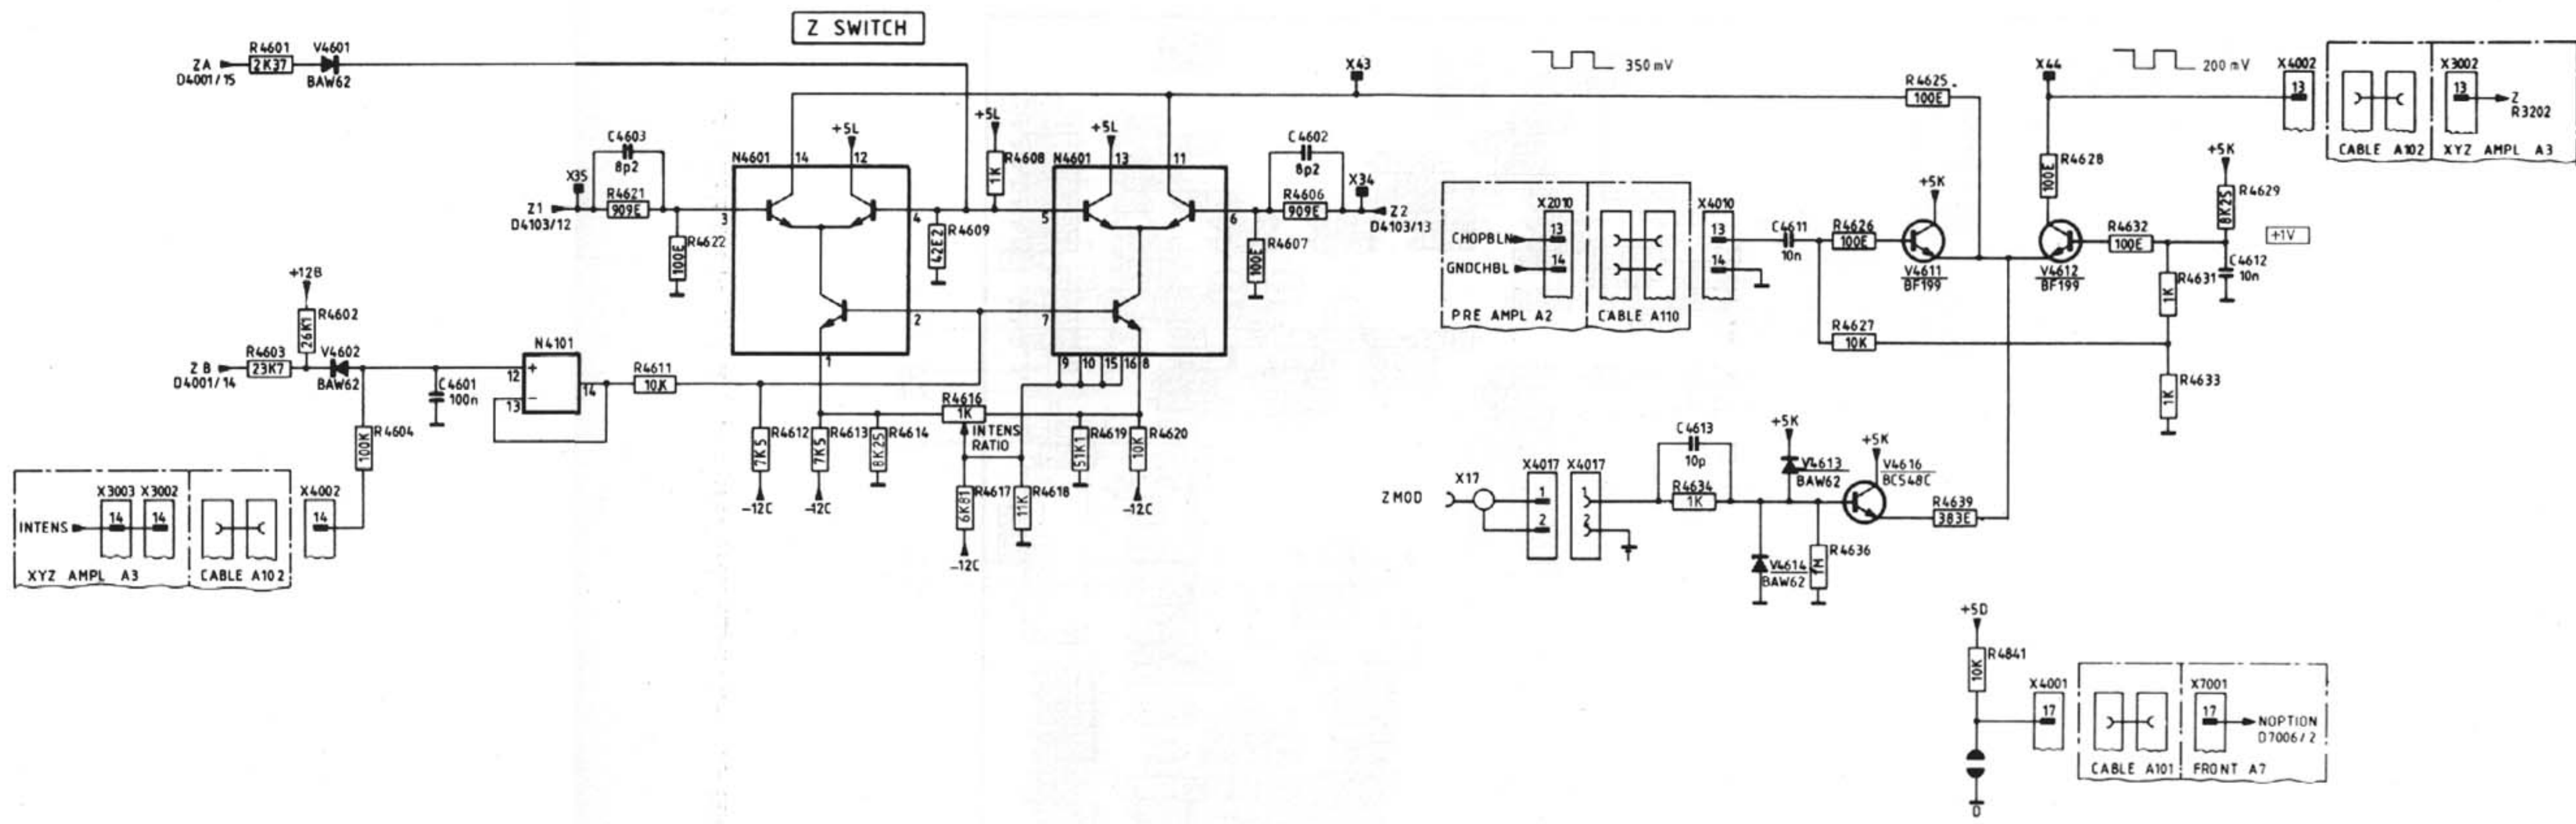 Z SWITCH
ZA
D4001/15
R4601
2K37
V4601
BAW62
X35
Z1
D4103/12
C4603
8p2
R4621
909E
R4622
100E
N4601
14
+5L
12
3
4
2
1
R4609
42E2
+5L
R4608
1K
N4601
+5L
13
11
5
6
7
9
10
15
16
8
C4602
8p2
R4606
909E
X34
Z2
D4103/13
R4607
100E
X43
350 mV
R4625
100E
X44
200 mV
X4002
13
CABLE A102
X3002
13
Z
R3202
XYZ AMPL A3
+12B
R4602
26K1
ZB
D4001/14
R4603
23K7
V4602
BAW62
C4601
100n
R4604
100K
N4101
12
+
13
−
14
R4611
10K
R4612
7K5
-12C
R4613
7K5
-12C
R4614
8K25
R4616
1K
INTENS
RATIO
R4617
6K81
-12C
R4618
11K
R4619
51K1
R4620
10K
-12C
INTENS
X3003
14
X3002
14
XYZ AMPL A3
CABLE A102
X4002
14
CHOPBLN
GNDCHBL
X2010
13
14
PRE AMPL A2
CABLE A110
X4010
13
14
C4611
10n
R4626
100E
+5K
V4611
BF199
R4627
10K
R4628
100E
V4612
BF199
R4632
100E
+5K
R4629
8K25
+1V
C4612
10n
R4631
1K
R4633
1K
Z MOD
X17
X4017
1
2
X4017
1
2
C4613
10p
R4634
1K
+5K
V4613
BAW62
V4614
BAW62
R4636
1M
+5K
V4616
BC548C
R4639
383E
+5D
R4841
10K
D
X4001
17
CABLE A101
X7001
17
NOPTION
D7006/2
FRONT A7